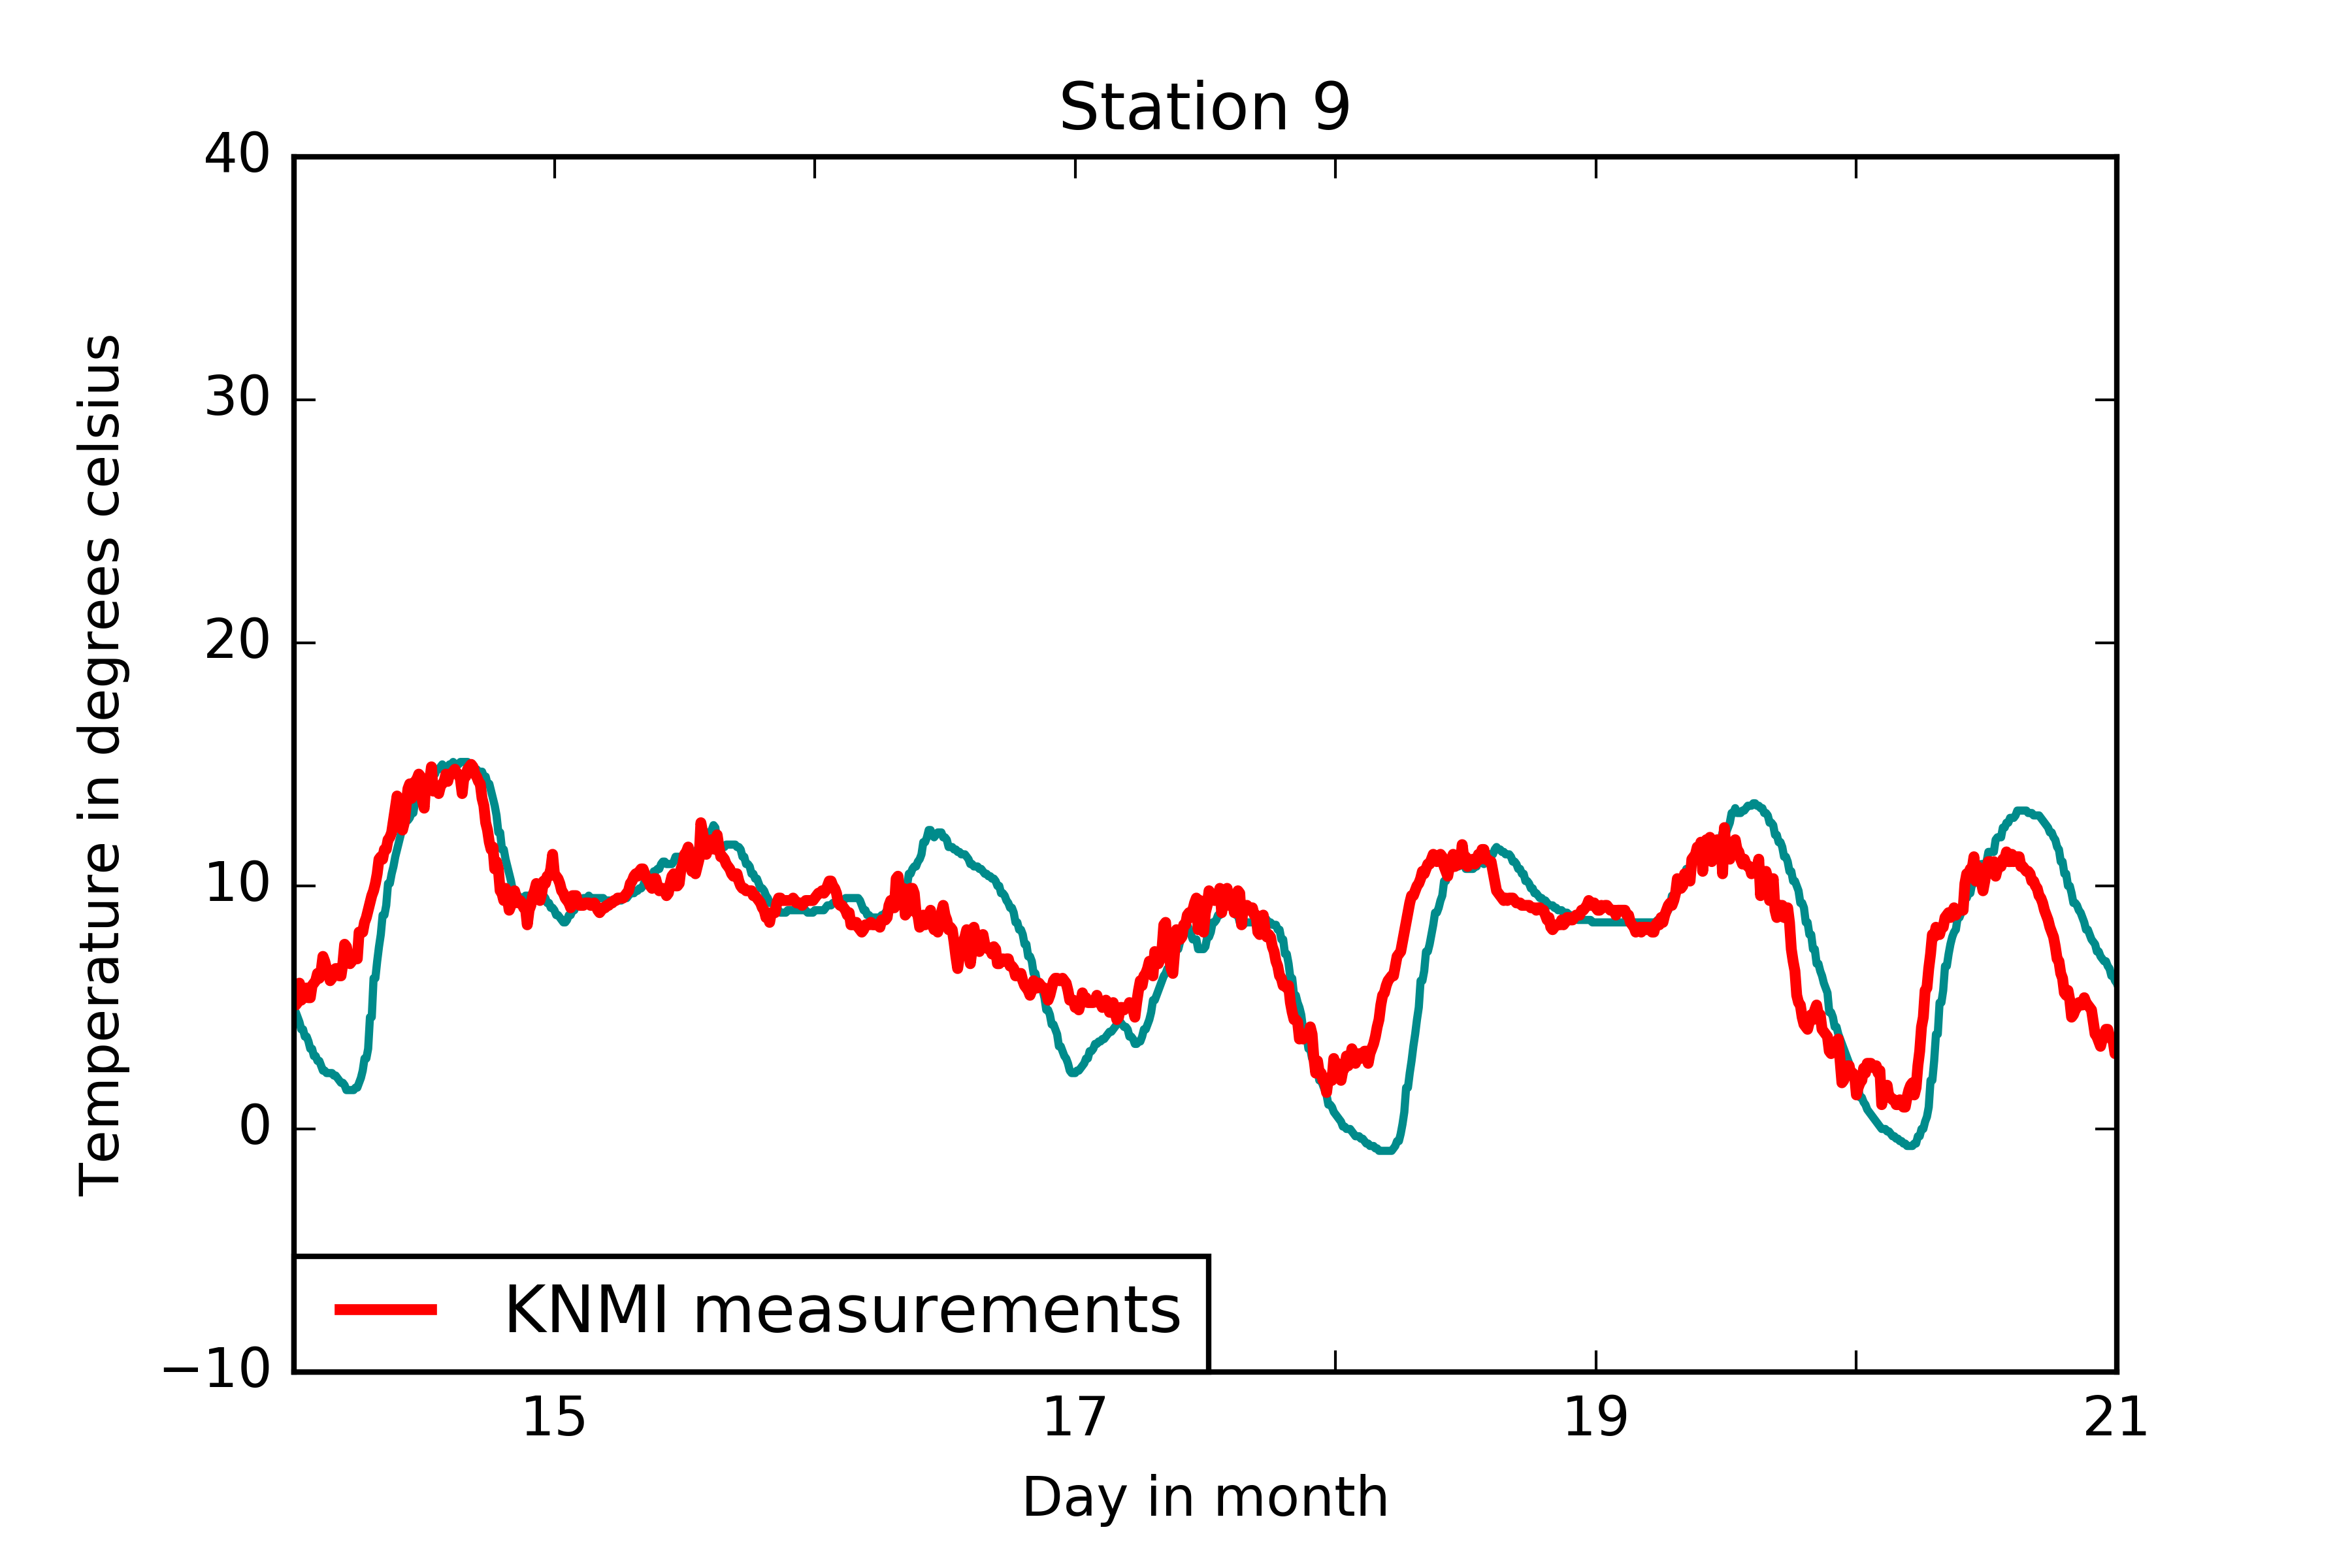 Station 9
40
30
20
10
0
−10
Temperature in degrees celsius
KNMI measurements
15
17
19
21
Day in month